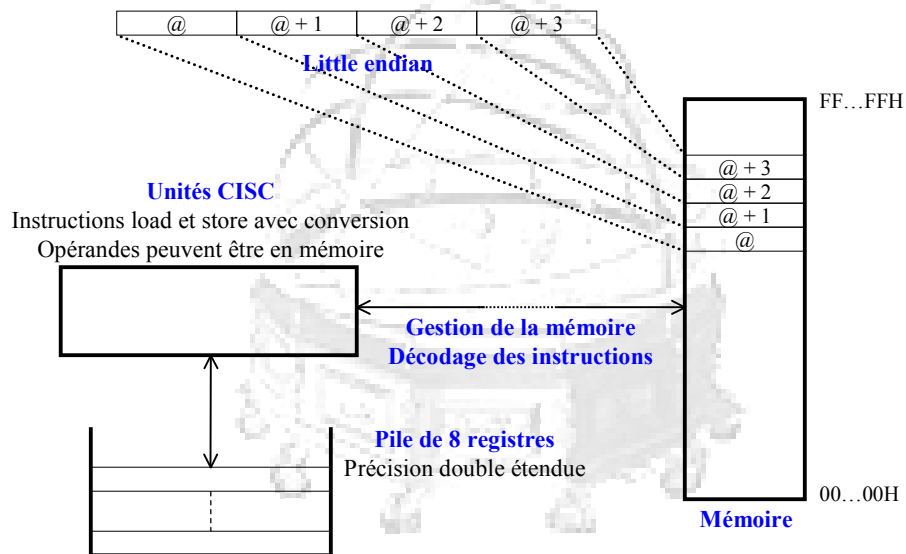 @ @ + 1 @ + 2 @ + 3
Little endian
FF…FFH
@ + 3
@ + 2
@ + 1
@
Unités CISC
Instructions load et store avec conversion
Opérandes peuvent être en mémoire
Gestion de la mémoire
Décodage des instructions
Pile de 8 registres
Précision double étendue
00…00H
Mémoire